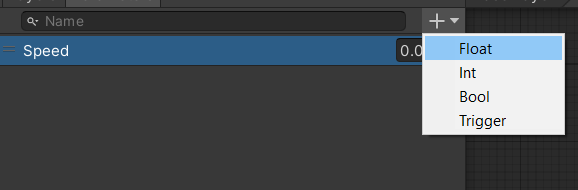 Name
Speed
0.0
Float
Int
Bool
Trigger